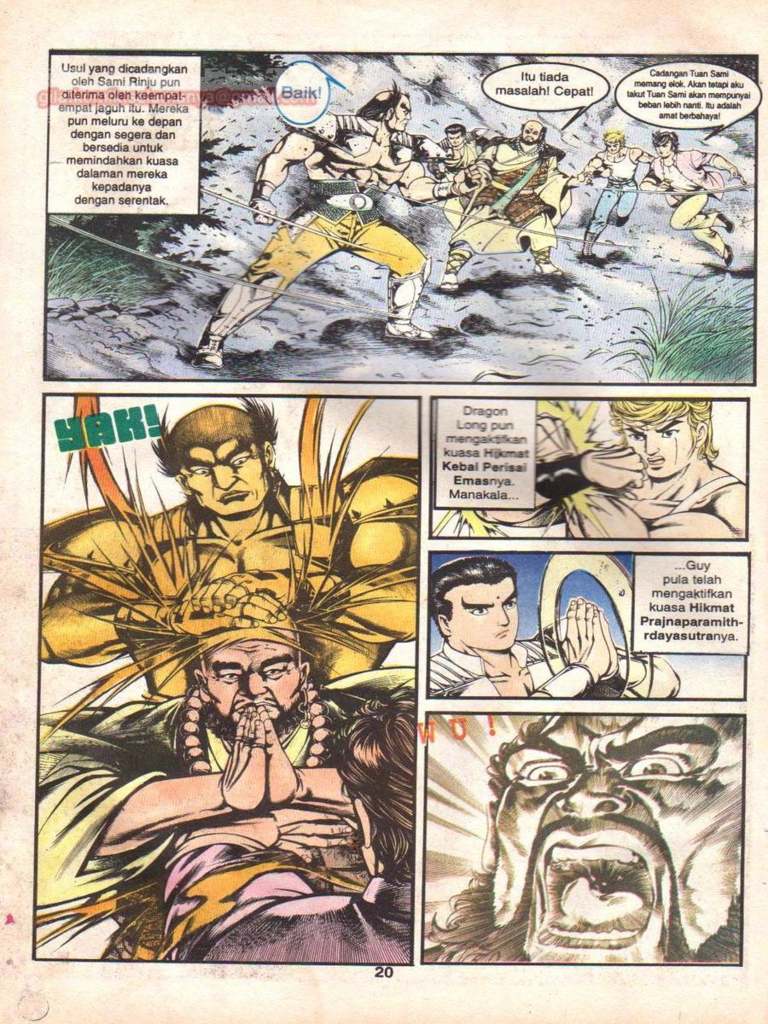 Usul yang dicadangkan
oleh Sami Rinju pun
diterima oleh keempat-
empat jaguh itu. Mereka
pun meluru ke depan
dengan segera dan
bersedia untuk
memindahkan kuasa
dalaman mereka
kepadanya
dengan serentak.
Baik!
Itu tiada
masalah! Cepat!
Cadangan Tuan Sami
memang elok. Akan tetapi aku
takut Tuan Sami akan mempunyai
beban lebih nanti. Itu adalah
amat berbahaya!
YAK!
Dragon
Long pun
mengaktifkan
kuasa Hikmat
Kebal Perisai
Emasnya.
Manakala...
...Guy
pula telah
mengaktifkan
kuasa Hikmat
Prajnaparamith-
rdayasutranya.
WU!
20